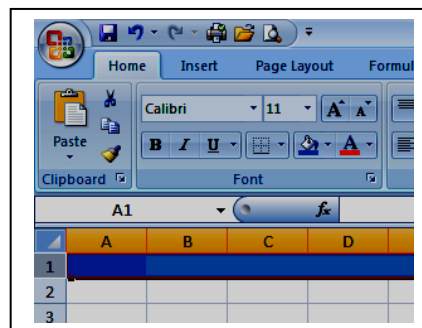 Home Insert Page Layout Formul
Calibri 11 A A
Paste B I U A
Clipboard Font
A1 fx
A B C D
1
2
3